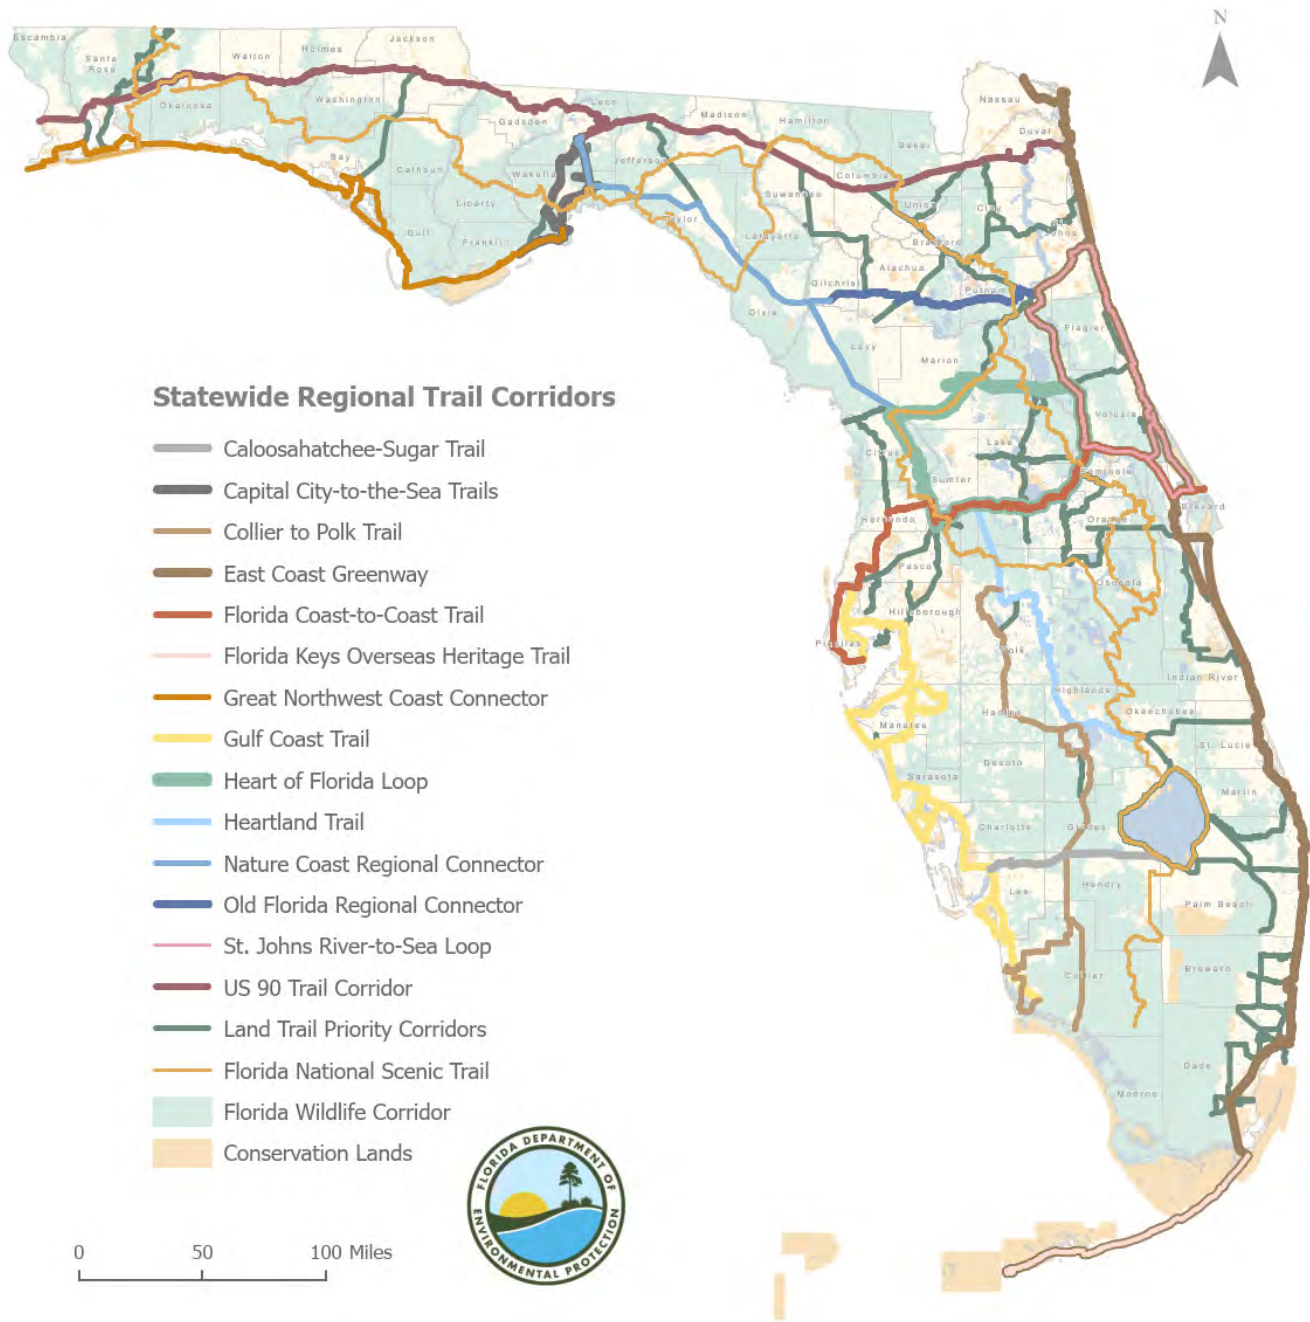 N
Escambia
Santa
Rosa
Okaloosa
Walton
Holmes
Jackson
Washington
Bay
Calhoun
Gulf
Liberty
Franklin
Gadsden
Leon
Wakulla
Jefferson
Madison
Taylor
Hamilton
Suwannee
Lafayette
Columbia
Baker
Nassau
Duval
Union
Bradford
Clay
Johns
Alachua
Gilchrist
Dixie
Putnam
Flagler
Levy
Marion
Volusia
Citrus
Lake
Sumter
Seminole
Hernando
Orange
Brevard
Pasco
Osceola
Hillsborough
Pinellas
Polk
Indian River
Highlands
Okeechobee
Manatee
Hardee
St. Lucie
Desoto
Sarasota
Martin
Charlotte
Glades
Lee
Hendry
Palm Beach
Collier
Broward
Dade
Monroe
Statewide Regional Trail Corridors
Caloosahatchee-Sugar Trail
Capital City-to-the-Sea Trails
Collier to Polk Trail
East Coast Greenway
Florida Coast-to-Coast Trail
Florida Keys Overseas Heritage Trail
Great Northwest Coast Connector
Gulf Coast Trail
Heart of Florida Loop
Heartland Trail
Nature Coast Regional Connector
Old Florida Regional Connector
St. Johns River-to-Sea Loop
US 90 Trail Corridor
Land Trail Priority Corridors
Florida National Scenic Trail
Florida Wildlife Corridor
Conservation Lands
FLORIDA DEPARTMENT OF
ENVIRONMENTAL PROTECTION
0 50 100 Miles